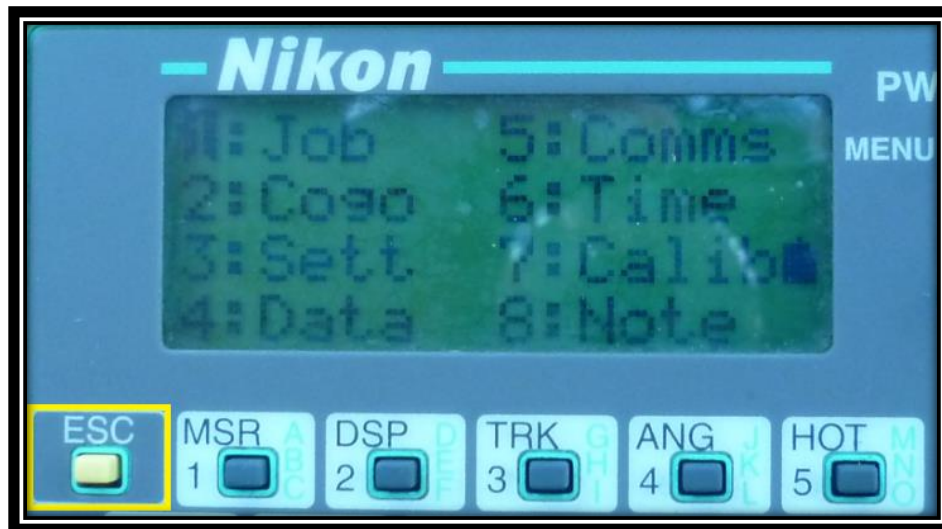 Nikon
PW
MENU
1:Job 5:Comms
2:Cogo 6:Time
3:Sett 7:Calib
4:Data 8:Note
ESC MSR ABC DSP DEF TRK GHI ANG JKL HOT MNO
1 2 3 4 5